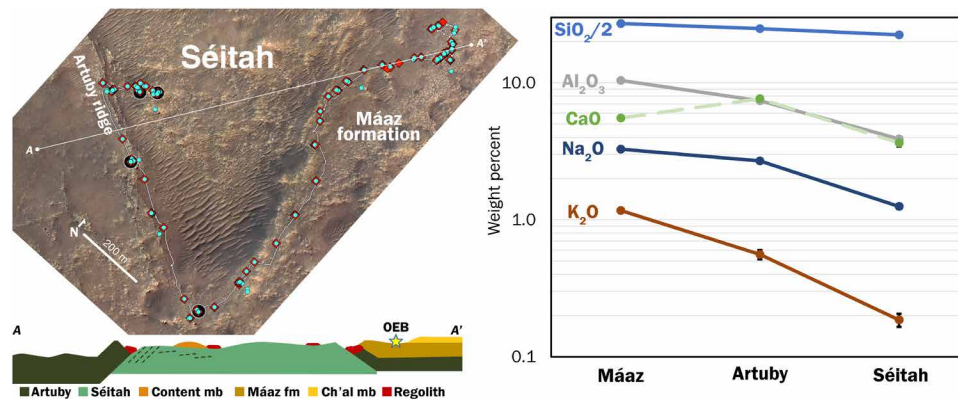 Séitah
Artuby ridge
Máaz
formation
A
A'
N
200 m
A
A'
OEB
Artuby
Séitah
Content mb
Máaz fm
Ch'al mb
Regolith
Weight percent
10.0
1.0
0.1
SiO₂/2
Al₂O₃
CaO
Na₂O
K₂O
Máaz
Artuby
Séitah